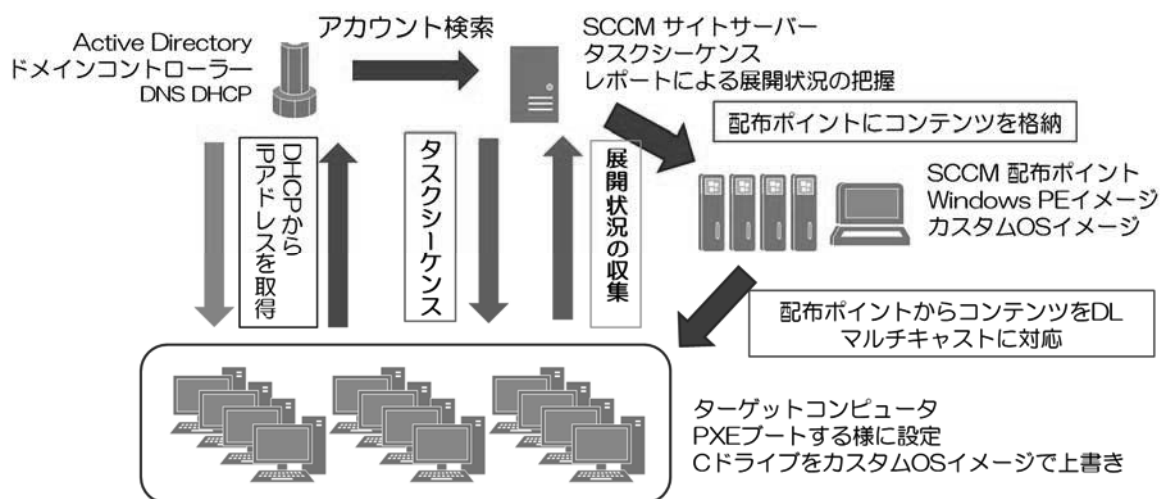 アカウント検索
Active Directory
ドメインコントローラー
DNS DHCP
SCCM サイトサーバー
タスクシーケンス
レポートによる展開状況の把握
配布ポイントにコンテンツを格納
DHCPから
IPアドレスを取得
タスクシーケンス
展開状況の収集
SCCM 配布ポイント
Windows PEイメージ
カスタムOSイメージ
配布ポイントからコンテンツをDL
マルチキャストに対応
ターゲットコンピュータ
PXEブートする様に設定
Cドライブをカスタムosイメージで上書き